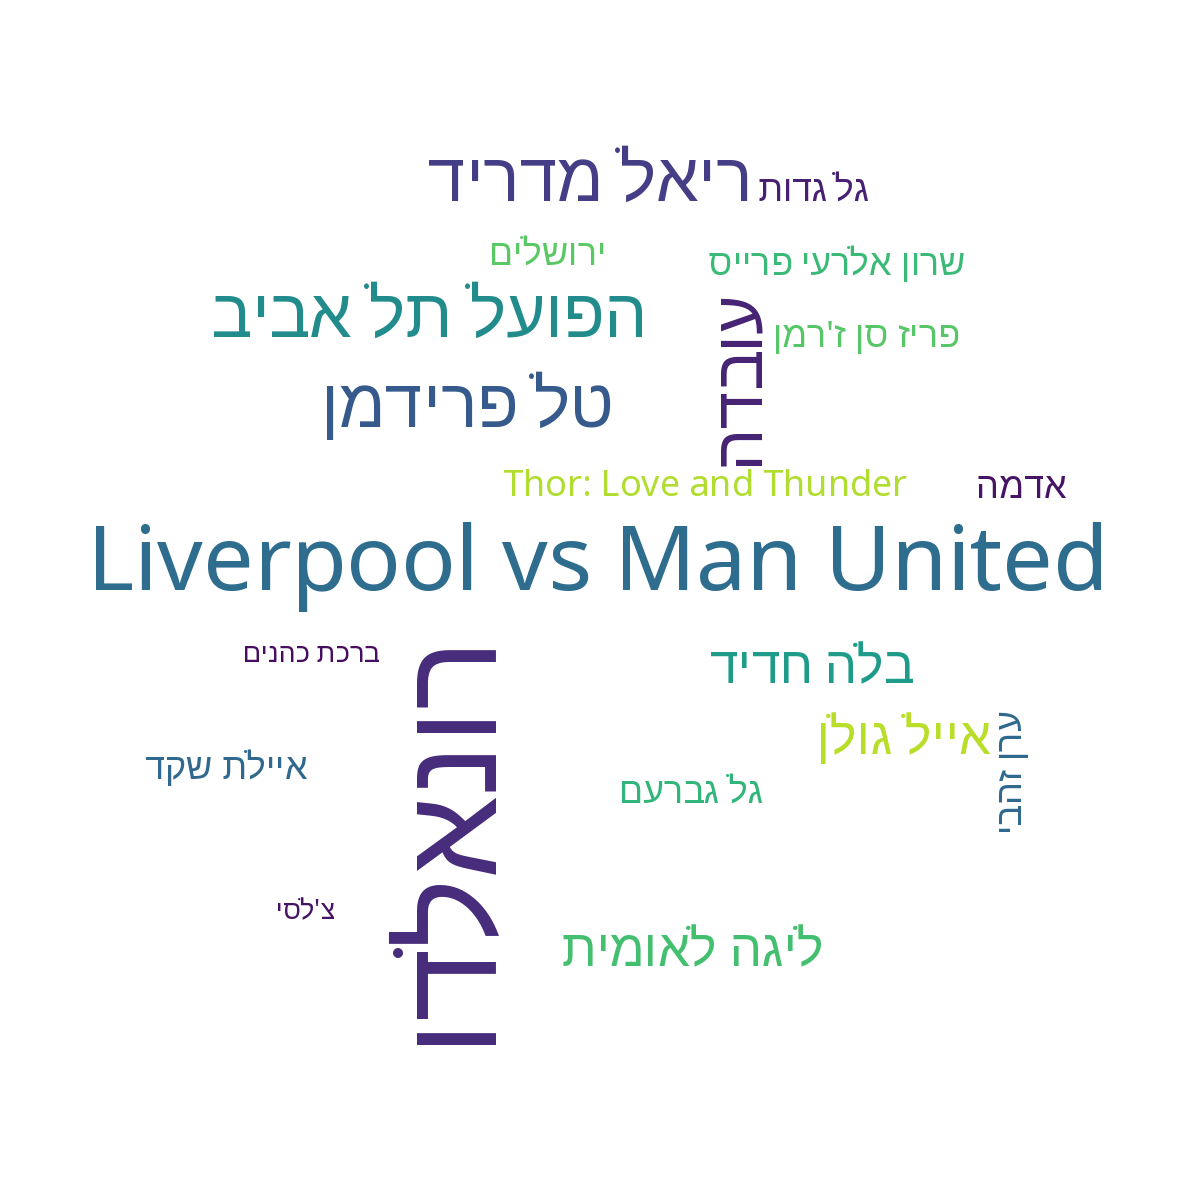 ריאל מדריד
גל גדות
ירושלים
שרון אלרעי פרייס
הפועל תל אביב
עובדה
פריז סן ז'רמן
טל פרידמן
Thor: Love and Thunder
אדמה
Liverpool vs Man United
ברכת כהנים
רונאלדו
בלה חדיד
אייל גולן
ערן זהבי
איילת שקד
גל גברעם
צ'לסי
ליגה לאומית